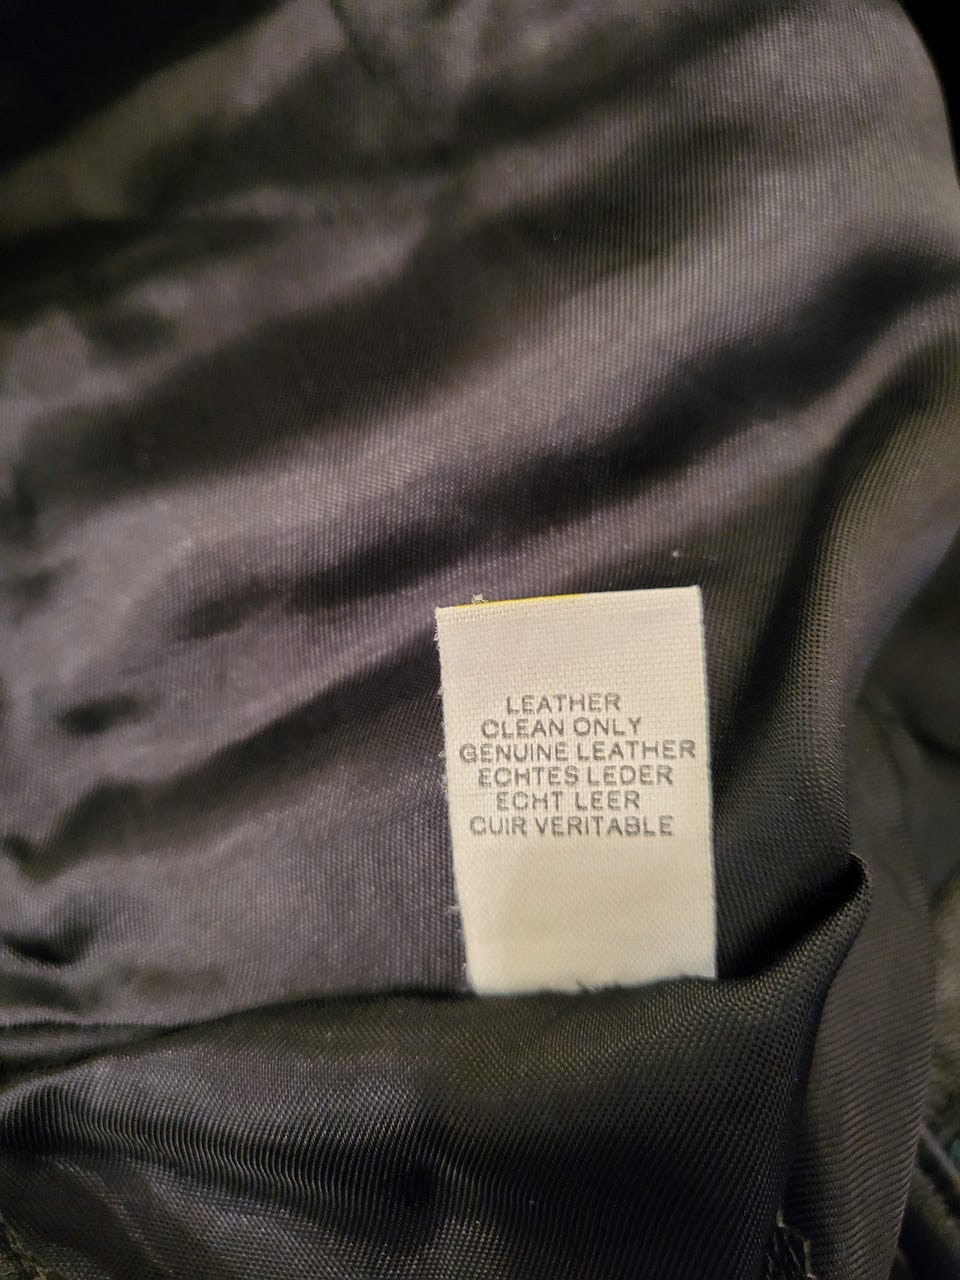 LEATHER
CLEAN ONLY
GENUINE LEATHER
ECHTES LEDER
ECHT LEER
CUIR VERITABLE